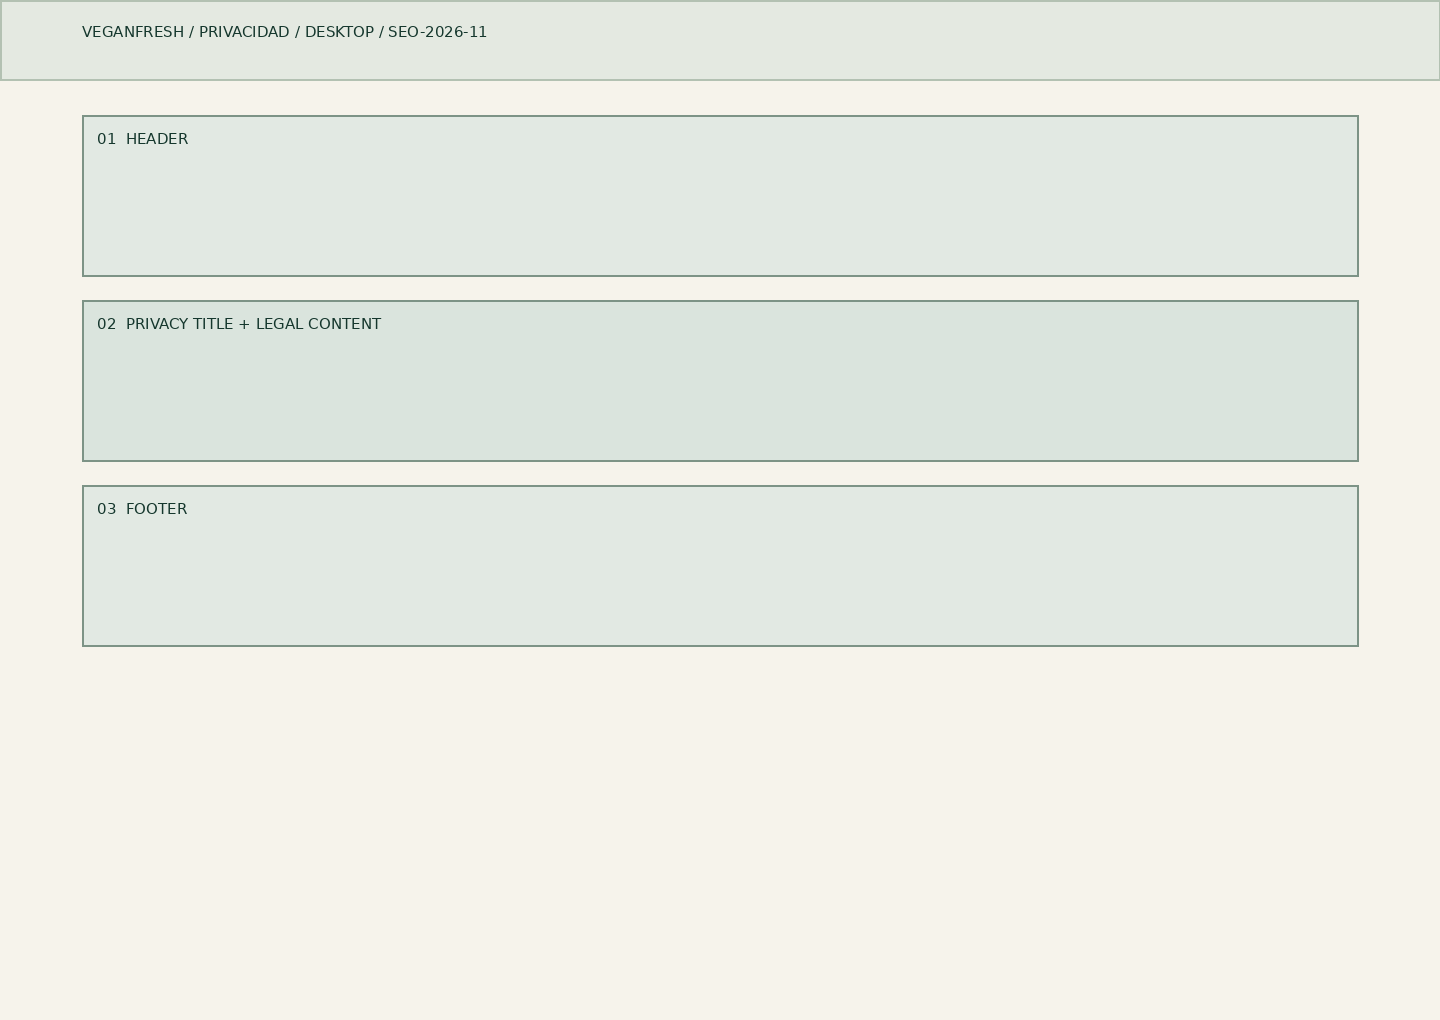 VEGANFRESH / PRIVACIDAD / DESKTOP / SEO-2026-11
01 HEADER
02 PRIVACY TITLE + LEGAL CONTENT
03 FOOTER